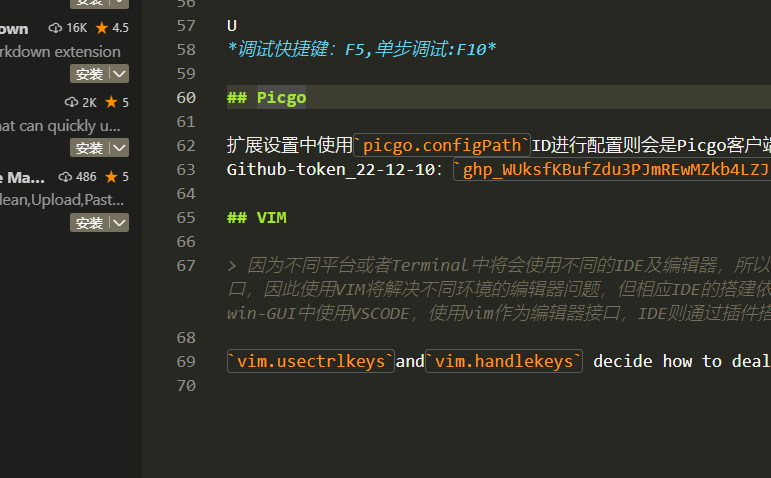 down 16K 4.5
rkdown extension
安装
2K 5
hat can quickly u...
安装
e Ma... 486 5
lean,Upload,Past...
安装
56
57 U
58 *调试快捷键：F5,单步调试:F10*
59
60 ## Picgo
61
62 扩展设置中使用`picgo.configPath`ID进行配置则会是Picgo客户端
63 Github-token_22-12-10：`ghp_WUksfKBufZdu3PJmREwMZkb4LZJ
64
65 ## VIM
66
67 > 因为不同平台或者Terminal中将会使用不同的IDE及编辑器，所以
口，因此使用VIM将解决不同环境的编辑器问题，但相应IDE的搭建依
win-GUI中使用VSCODE，使用vim作为编辑器接口，IDE则通过插件搭
68
69 `vim.usectrlkeys`and`vim.handlekeys` decide how to deal
70